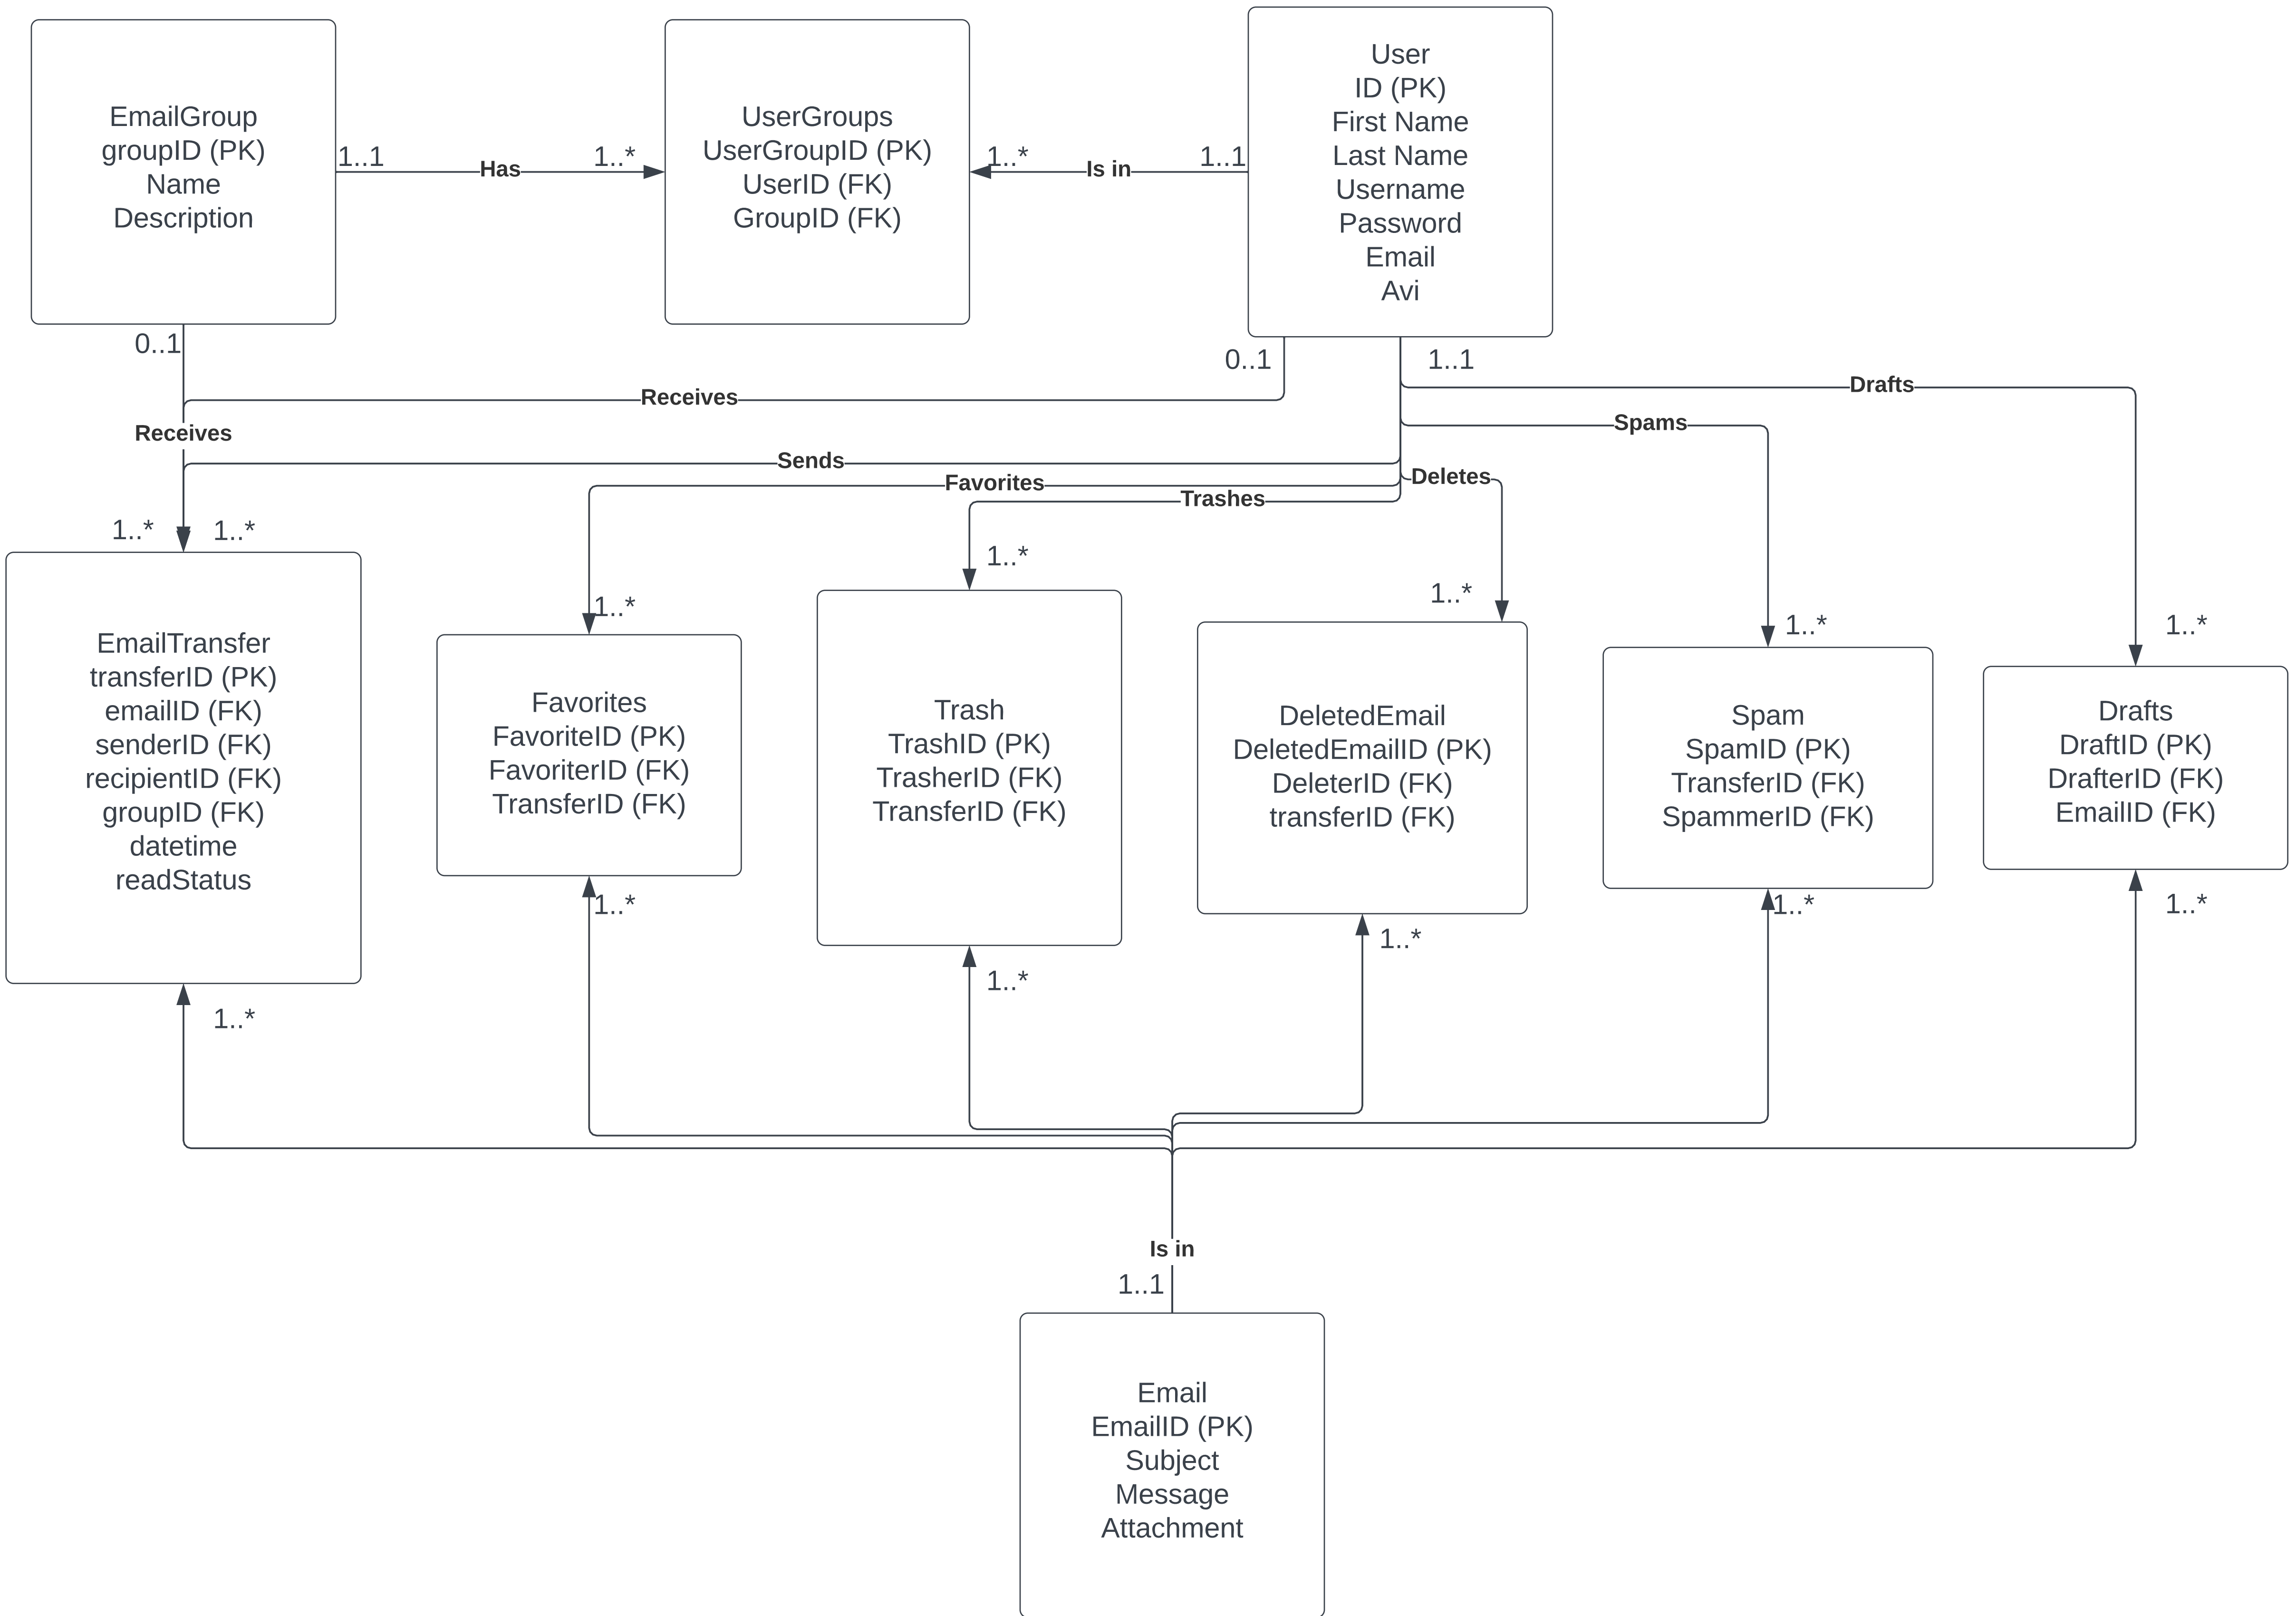 EmailGroup
groupID (PK)
Name
Description
1..1
Has
1..*
UserGroups
UserGroupID (PK)
UserID (FK)
GroupID (FK)
1..*
Is in
1..1
User
ID (PK)
First Name
Last Name
Username
Password
Email
Avi
0..1
0..1
1..1
Receives
Receives
Sends
Favorites
Trashes
Deletes
Spams
Drafts
1..*
1..*
1..*
1..*
1..*
1..*
1..*
EmailTransfer
transferID (PK)
emailID (FK)
senderID (FK)
recipientID (FK)
groupID (FK)
datetime
readStatus
Favorites
FavoriteID (PK)
FavoriterID (FK)
TransferID (FK)
Trash
TrashID (PK)
TrasherID (FK)
TransferID (FK)
DeletedEmail
DeletedEmailID (PK)
DeleterID (FK)
transferID (FK)
Spam
SpamID (PK)
TransferID (FK)
SpammerID (FK)
Drafts
DraftID (PK)
DrafterID (FK)
EmailID (FK)
1..*
1..*
1..*
1..*
1..*
1..*
Is in
1..1
Email
EmailID (PK)
Subject
Message
Attachment